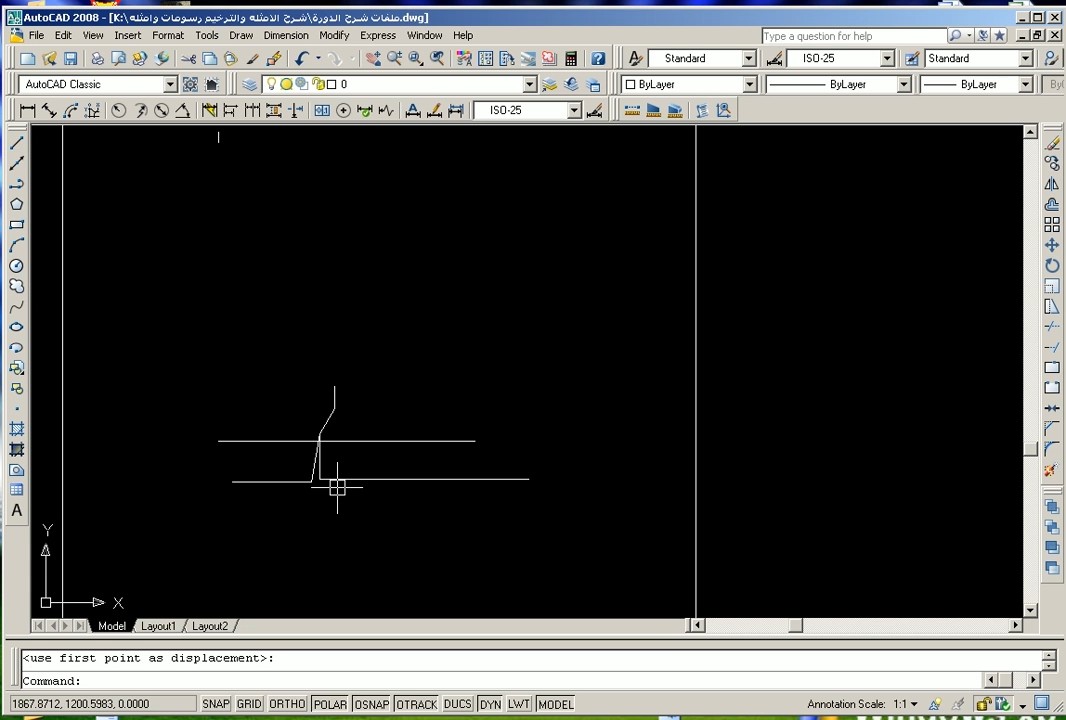 AutoCAD 2008 - [K:\ملفات شرح الدورة\شرح الامثله والترخيم رسومات وامثله.dwg]
File Edit View Insert Format Tools Draw Dimension Modify Express Window Help
Type a question for help
Standard ISO-25 Standard
AutoCAD Classic 0 ByLayer ByLayer ByLayer By
ISO-25
A
Y
X
Model Layout1 Layout2
<use first point as displacement>:
Command:
1867.8712, 1200.5983, 0.0000 SNAP GRID ORTHO POLAR OSNAP OTRACK DUCS DYN LWT MODEL Annotation Scale: 1:1